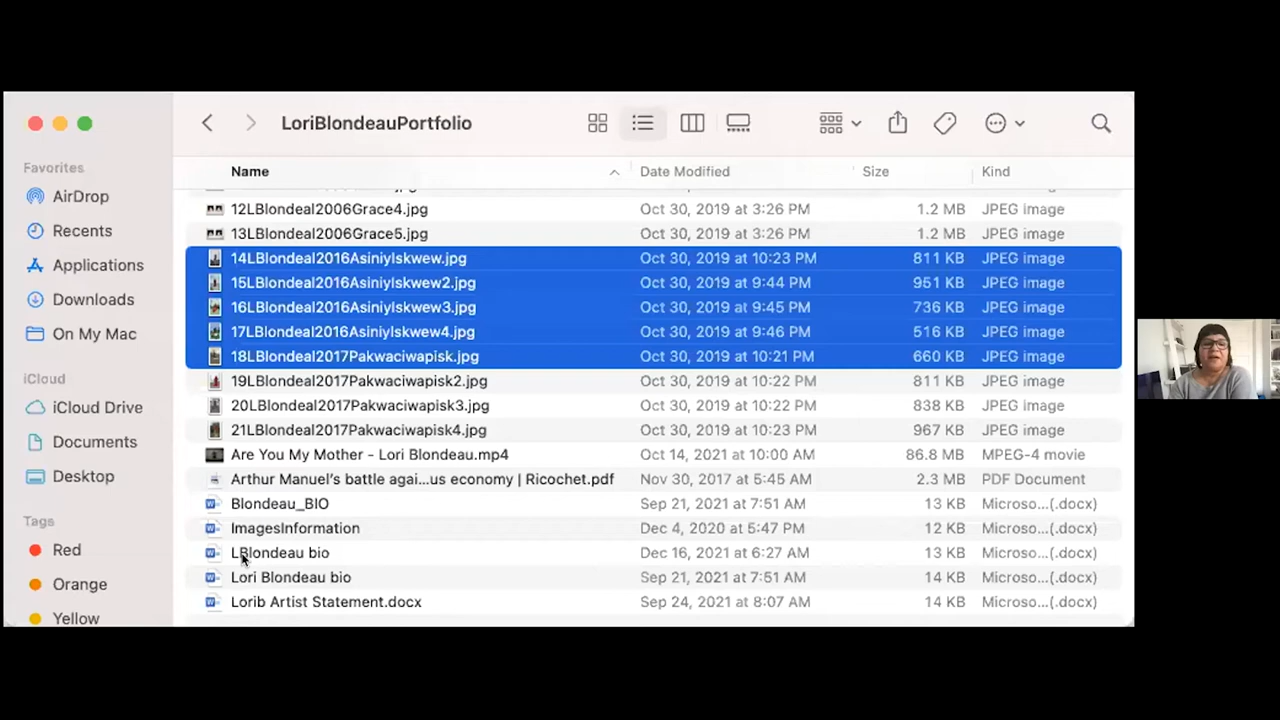 LoriBlondeauPortfolio
Favorites
AirDrop
Recents
Applications
Downloads
On My Mac
iCloud
iCloud Drive
Documents
Desktop
Tags
Red
Orange
Yellow
Name Date Modified Size Kind
12LBlondeal2006Grace4.jpg Oct 30, 2019 at 3:26 PM 1.2 MB JPEG image
13LBlondeal2006Grace5.jpg Oct 30, 2019 at 3:26 PM 1.2 MB JPEG image
14LBlondeal2016AsiniyIskwew.jpg Oct 30, 2019 at 10:23 PM 811 KB JPEG image
15LBlondeal2016AsiniyIskwew2.jpg Oct 30, 2019 at 9:44 PM 951 KB JPEG image
16LBlondeal2016AsiniyIskwew3.jpg Oct 30, 2019 at 9:45 PM 736 KB JPEG image
17LBlondeal2016AsiniyIskwew4.jpg Oct 30, 2019 at 9:46 PM 516 KB JPEG image
18LBlondeal2017Pakwaciwapisk.jpg Oct 30, 2019 at 10:21 PM 660 KB JPEG image
19LBlondeal2017Pakwaciwapisk2.jpg Oct 30, 2019 at 10:22 PM 811 KB JPEG image
20LBlondeal2017Pakwaciwapisk3.jpg Oct 30, 2019 at 10:22 PM 838 KB JPEG image
21LBlondeal2017Pakwaciwapisk4.jpg Oct 30, 2019 at 10:23 PM 967 KB JPEG image
Are You My Mother - Lori Blondeau.mp4 Oct 14, 2021 at 10:00 AM 86.8 MB MPEG-4 movie
Arthur Manuel's battle agai...us economy | Ricochet.pdf Nov 30, 2017 at 5:45 AM 2.3 MB PDF Document
Blondeau_BIO Sep 21, 2021 at 7:51 AM 13 KB Microso...(.docx)
ImagesInformation Dec 4, 2020 at 5:47 PM 12 KB Microso...(.docx)
LBlondeau bio Dec 16, 2021 at 6:27 AM 13 KB Microso...(.docx)
Lori Blondeau bio Sep 21, 2021 at 7:51 AM 14 KB Microso...(.docx)
Lorib Artist Statement.docx Sep 24, 2021 at 8:07 AM 14 KB Microso...(.docx)